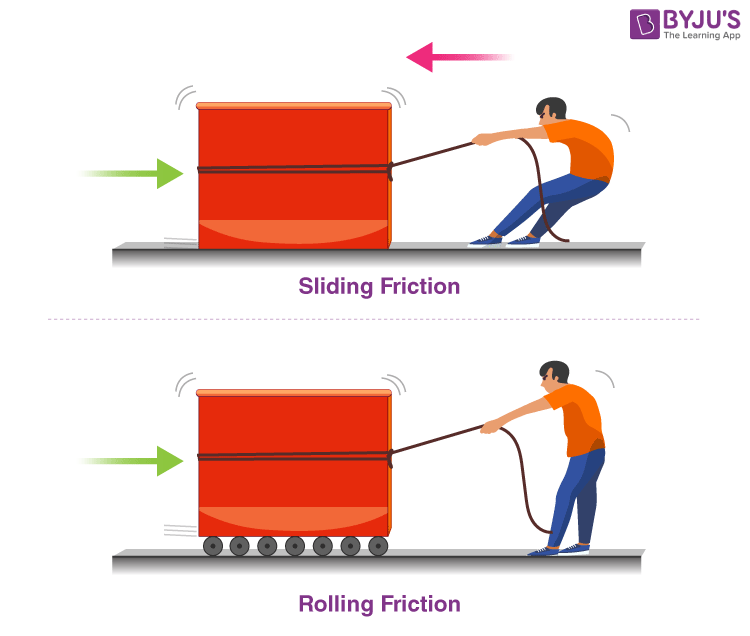 BYJU'S
The Learning App
Sliding Friction
Rolling Friction